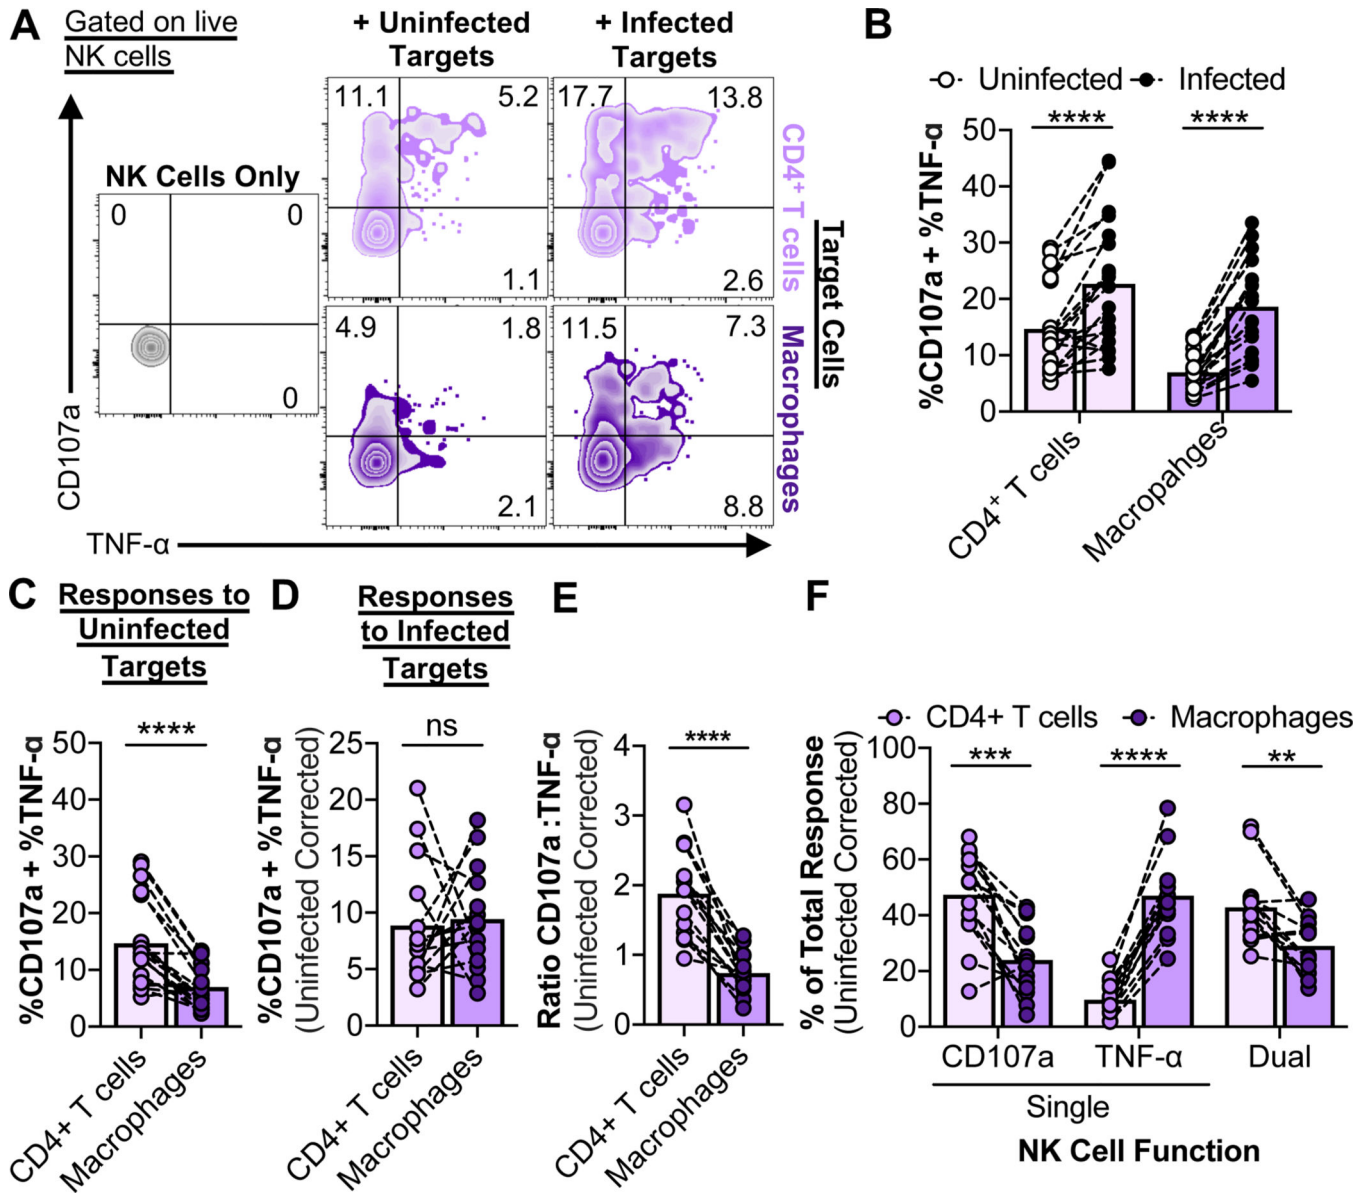 A
Gated on live
NK cells
+ Uninfected
Targets
+ Infected
Targets
NK Cells Only
0
0
0
11.1
5.2
1.1
17.7
13.8
2.6
4.9
1.8
2.1
11.5
7.3
8.8
CD4⁺ T cells
Macrophages
Target Cells
CD107a
TNF-α
B
Uninfected
Infected
****
****
%CD107a + %TNF-α
50
40
30
20
10
0
CD4⁺ T cells
Macropahges
C
Responses to
Uninfected
Targets
****
%CD107a + %TNF-α
50
40
30
20
10
0
CD4+ T cells
Macrophages
D
Responses
to Infected
Targets
ns
%CD107a + %TNF-α
(Uninfected Corrected)
25
20
15
10
5
0
CD4+ T cells
Macrophages
E
****
Ratio CD107a :TNF-α
(Uninfected Corrected)
4
3
2
1
0
CD4+ T cells
Macrophages
F
CD4+ T cells
Macrophages
***
****
**
% of Total Response
(Uninfected Corrected)
100
80
60
40
20
0
CD107a
TNF-α
Dual
Single
NK Cell Function